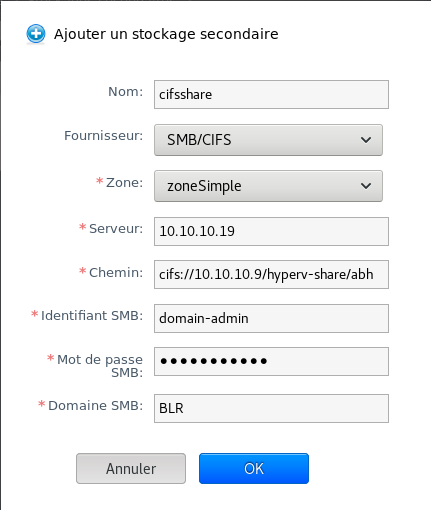 Ajouter un stockage secondaire
Nom: cifsshare
Fournisseur: SMB/CIFS
*Zone: zoneSimple
*Serveur: 10.10.10.19
*Chemin: cifs://10.10.10.9/hyperv-share/abh
*Identifiant SMB: domain-admin
*Mot de passe SMB: ●●●●●●●●●●●
*Domaine SMB: BLR
Annuler OK